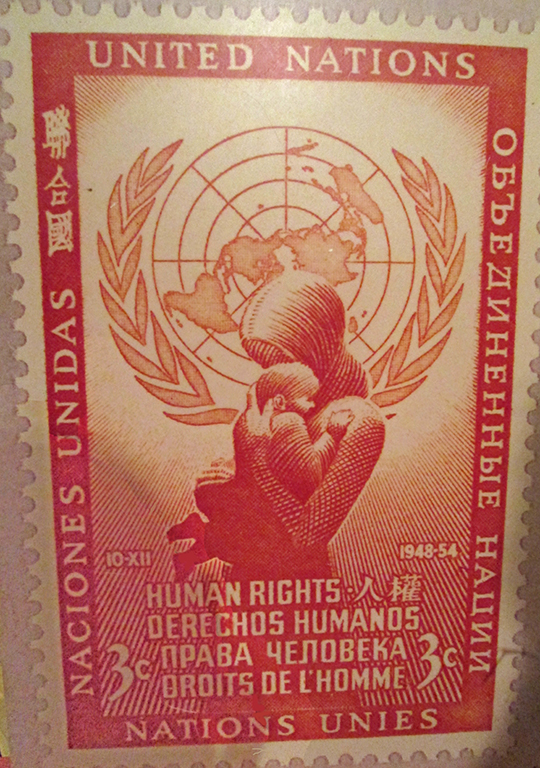 UNITED NATIONS
聯合國
NACIONES UNIDAS
ОБЪЕДИНЕННЫЕ НАЦИИ
10-XII
1948-54
HUMAN RIGHTS·人權
DERECHOS HUMANOS
3c ПРАВА ЧЕЛОВЕКА 3c
DROITS DE L'HOMME
NATIONS UNIES